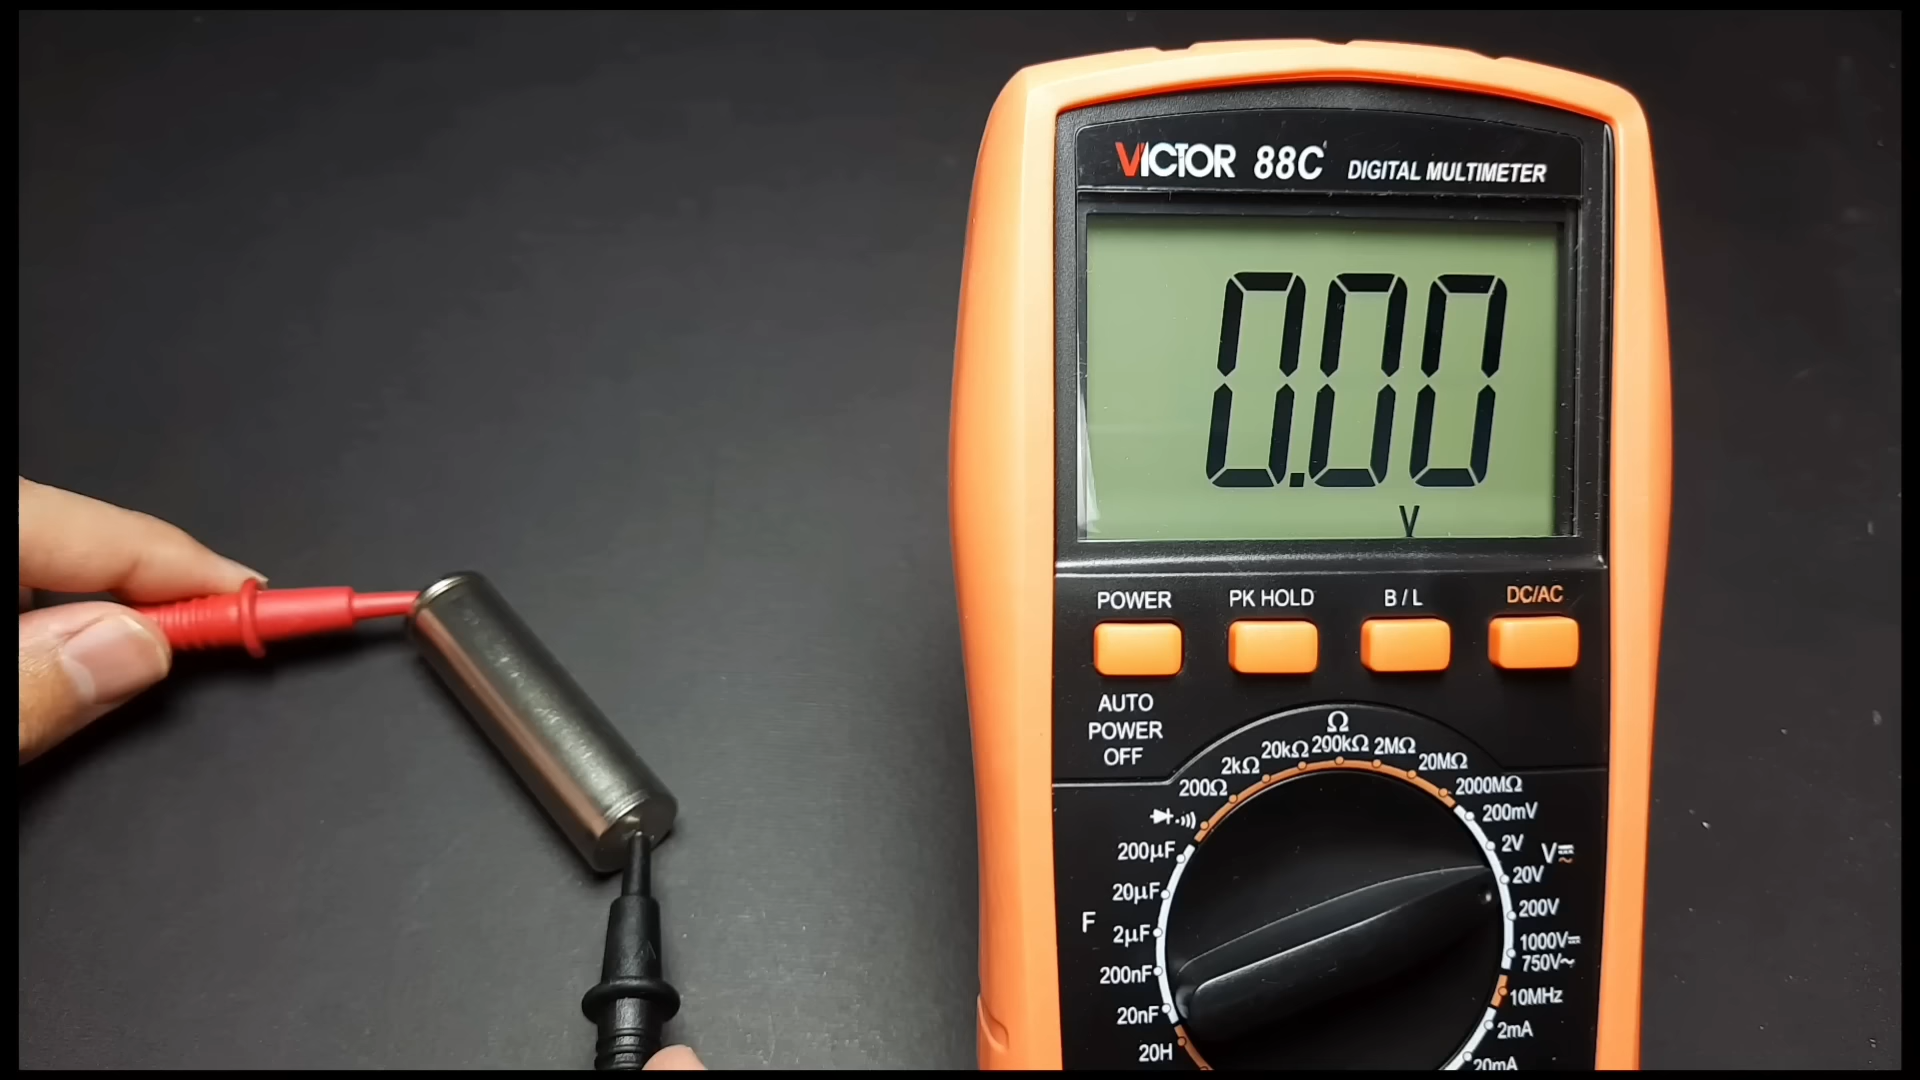 VICTOR 88C DIGITAL MULTIMETER
0.00
V
POWER PK HOLD B / L DC/AC
AUTO
POWER
OFF
Ω
200Ω 2kΩ 20kΩ 200kΩ 2MΩ 20MΩ 2000MΩ
200mV
2V
V
20V
200V
1000V
750V~
10MHz
2mA
20mA
F
200µF
20µF
2µF
200nF
20nF
20H